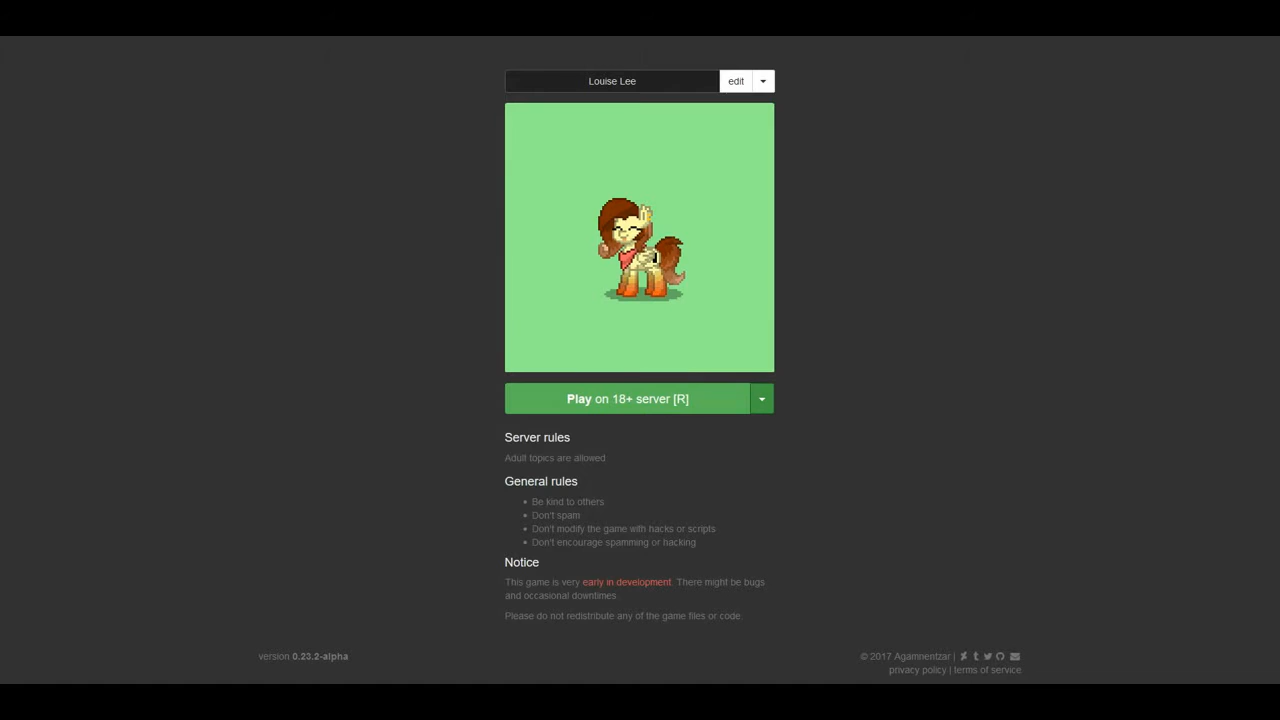 Louise Lee
edit
Play on 18+ server [R]
Server rules
Adult topics are allowed
General rules
Be kind to others
Don't spam
Don't modify the game with hacks or scripts
Don't encourage spamming or hacking
Notice
This game is very early in development. There might be bugs
and occasional downtimes.
Please do not redistribute any of the game files or code.
version 0.23.2-alpha
© 2017 Agamnentzar |
privacy policy | terms of service